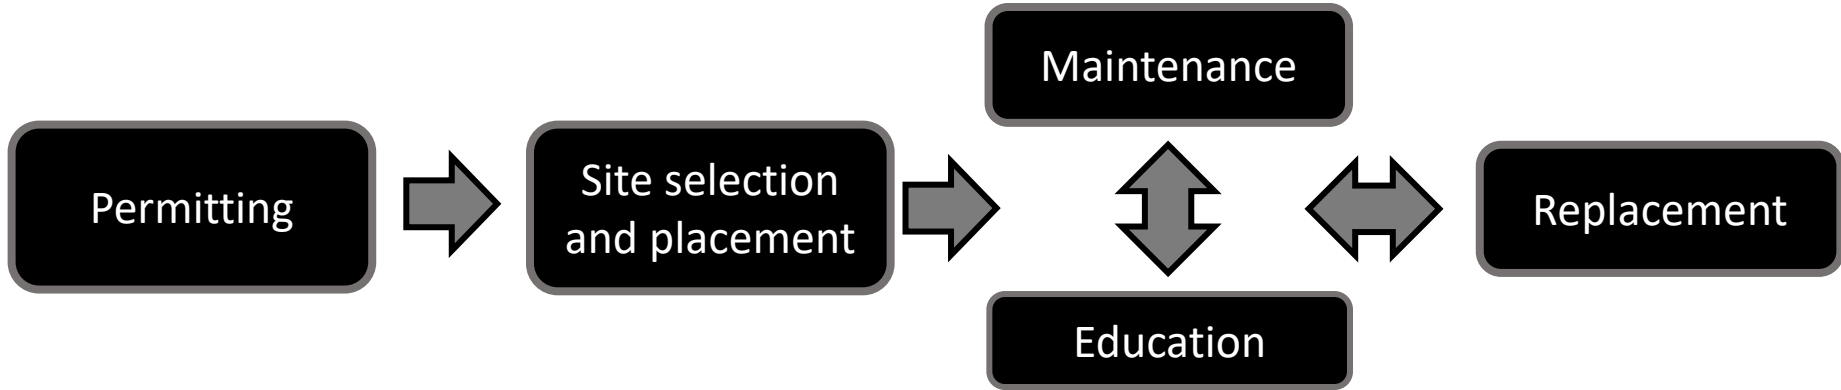 Permitting
Site selection
and placement
Maintenance
Education
Replacement